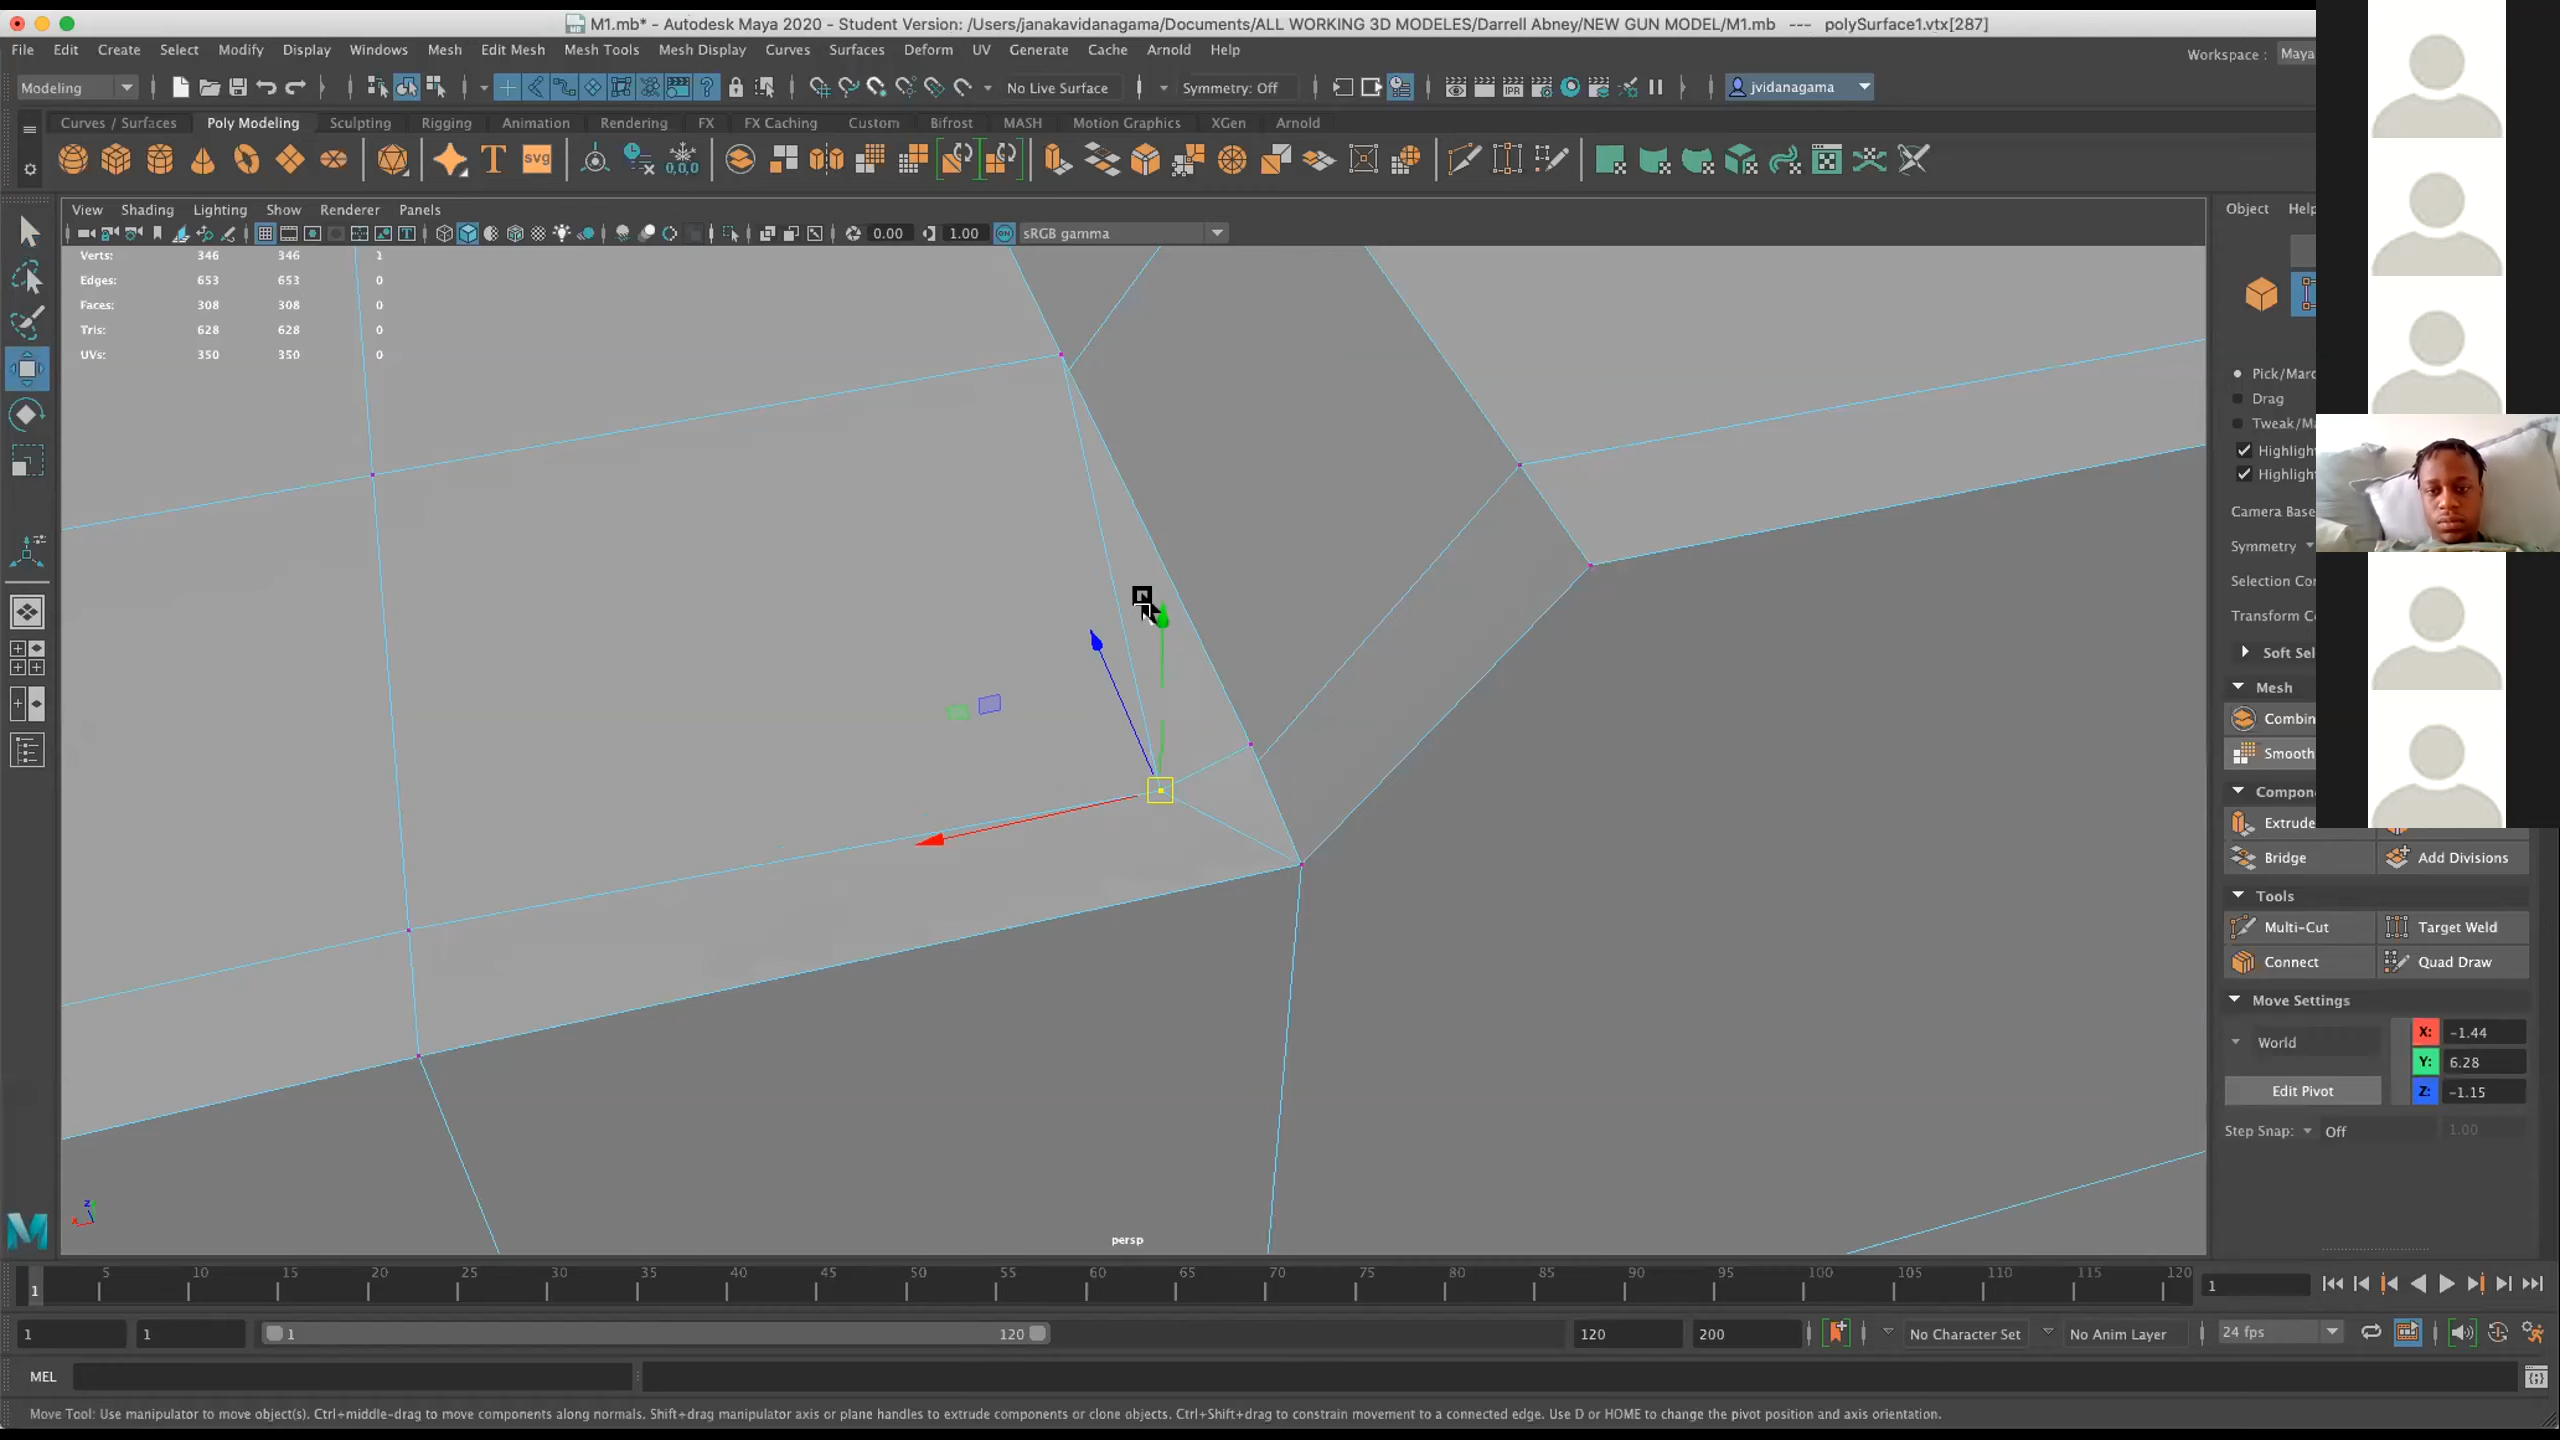 M1.mb* - Autodesk Maya 2020 - Student Version: /Users/janakavidanagama/Documents/ALL WORKING 3D MODELES/Darrell Abney/NEW GUN MODEL/M1.mb --- polySurface1.vtx[287]
File Edit Create Select Modify Display Windows Mesh Edit Mesh Mesh Tools Mesh Display Curves Surfaces Deform UV Generate Cache Arnold Help
Workspace : Maya
Modeling No Live Surface Symmetry: Off IPR jvidanagama
Curves / Surfaces Poly Modeling Sculpting Rigging Animation Rendering FX FX Caching Custom Bifrost MASH Motion Graphics XGen Arnold
T svg 0,0,0
View Shading Lighting Show Renderer Panels
Object Help
0.00 1.00 ON sRGB gamma
Verts: 346 346 1
Edges: 653 653 0
Faces: 308 308 0
Tris: 628 628 0
UVs: 350 350 0
Pick/Marq
Drag
Tweak/Ma
Highligh
Highligh
Camera Base
Symmetry
Selection Co
Transform C
Soft Sel
Mesh
Combin
Smooth
Compon
Extrude
Bridge Add Divisions
Tools
Multi-Cut Target Weld
Connect Quad Draw
Move Settings
World
X: -1.44
Y: 6.28
Z: -1.15
Edit Pivot
Step Snap: Off 1.00
z
x
persp
1 5 10 15 20 25 30 35 40 45 50 55 60 65 70 75 80 85 90 95 100 105 110 115 120 1
1 1 1 120 120 200 No Character Set No Anim Layer 24 fps
MEL
Move Tool: Use manipulator to move object(s). Ctrl+middle-drag to move components along normals. Shift+drag manipulator axis or plane handles to extrude components or clone objects. Ctrl+Shift+drag to constrain movement to a connected edge. Use D or HOME to change the pivot position and axis orientation.